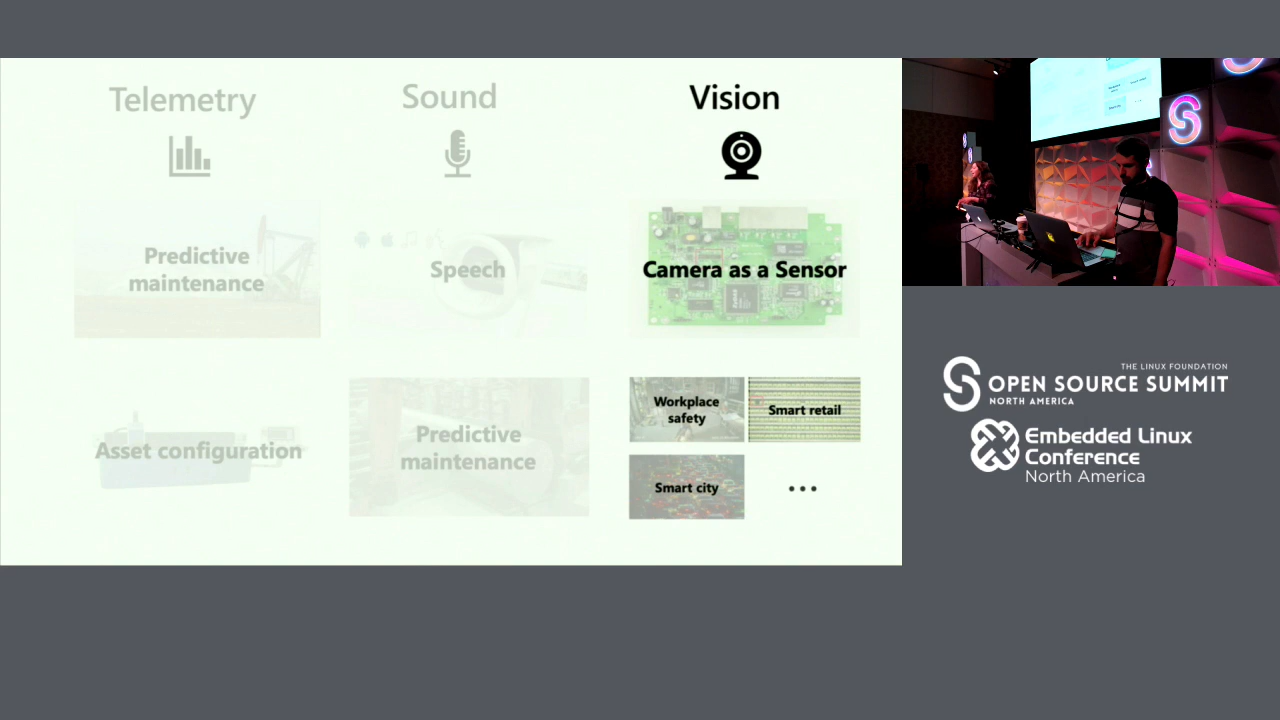 Telemetry
Sound
Vision
Predictive
maintenance
Speech
Camera as a Sensor
Asset configuration
Predictive
maintenance
Workplace
safety
Smart retail
Smart city
...
THE LINUX FOUNDATION
OPEN SOURCE SUMMIT
NORTH AMERICA
Embedded Linux
Conference
North America